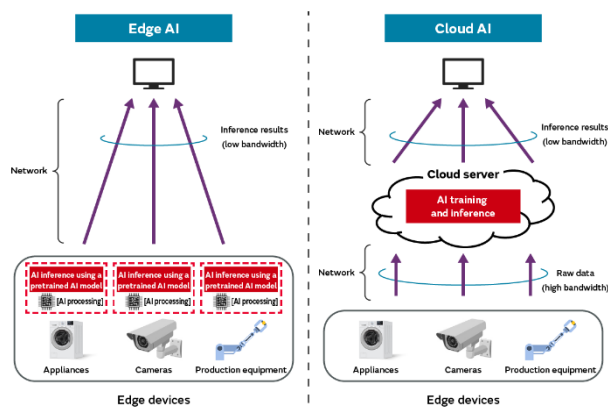 Edge AI
Inference results
(low bandwidth)
Network
AI inference using a
pretrained AI model
[AI processing]
AI inference using a
pretrained AI model
[AI processing]
AI inference using a
pretrained AI model
[AI processing]
Appliances
Cameras
Production equipment
Edge devices
Cloud AI
Network
Inference results
(low bandwidth)
Cloud server
AI training
and inference
Network
Raw data
(high bandwidth)
Appliances
Cameras
Production equipment
Edge devices